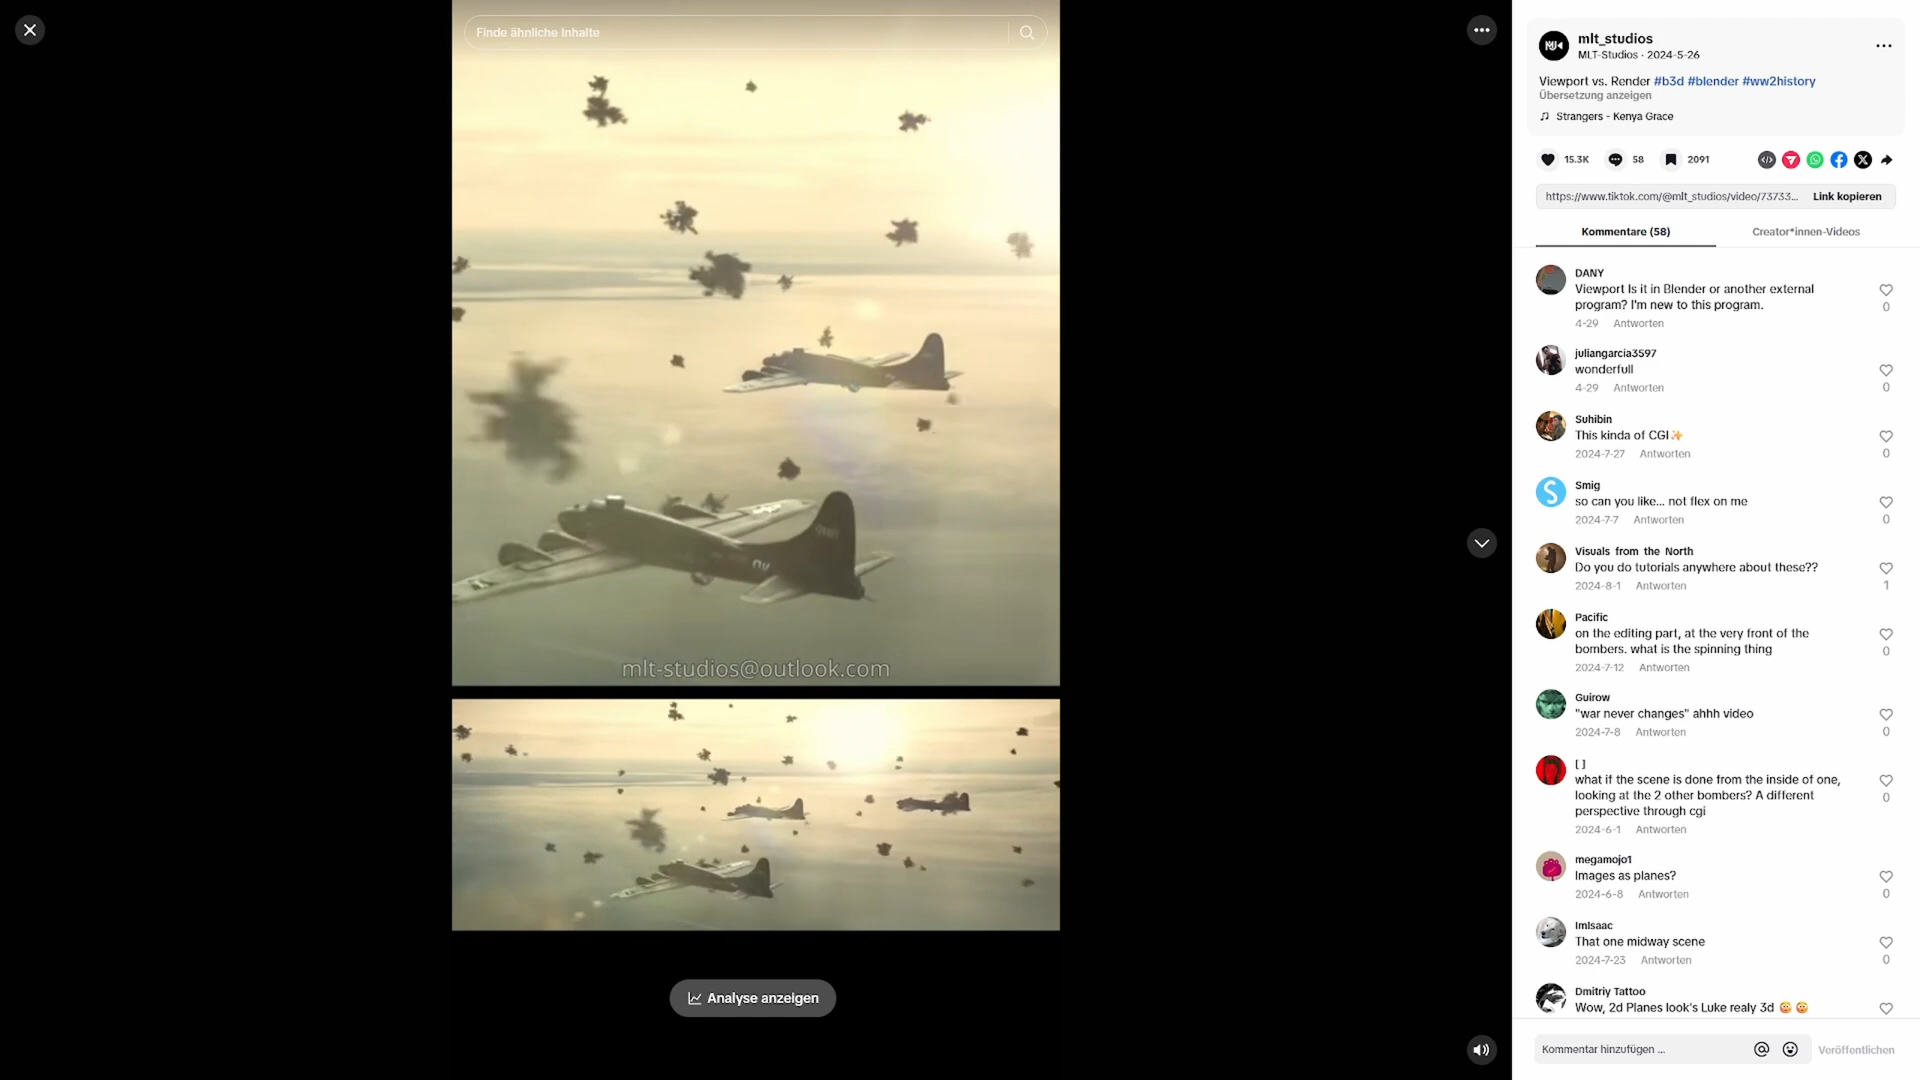 Finde ähnliche Inhalte
mlt-studios@outlook.com
Analyse anzeigen
mlt_studios
MLT-Studios · 2024-5-26
Viewport vs. Render #b3d #blender #ww2history
Übersetzung anzeigen
Strangers - Kenya Grace
15.3K
58
2091
https://www.tiktok.com/@mlt_studios/video/73733...
Link kopieren
Kommentare (58)
Creator*innen-Videos
DANY
Viewport Is it in Blender or another external
program? I'm new to this program.
0
4-29 Antworten
juliangarcia3597
wonderfull
4-29 Antworten
0
Suhibin
This kinda of CGI✨
2024-7-27 Antworten
0
Smig
so can you like... not flex on me
2024-7-7 Antworten
0
Visuals from the North
Do you do tutorials anywhere about these??
2024-8-1 Antworten
1
Pacific
on the editing part, at the very front of the
bombers. what is the spinning thing
0
2024-7-12 Antworten
Guirow
"war never changes" ahhh video
2024-7-8 Antworten
0
[ ]
what if the scene is done from the inside of one,
looking at the 2 other bombers? A different
perspective through cgi
0
2024-6-1 Antworten
megamojo1
Images as planes?
2024-6-8 Antworten
0
ImIsaac
That one midway scene
2024-7-23 Antworten
0
Dmitriy Tattoo
Wow, 2d Planes look's Luke realy 3d
Kommentar hinzufügen ...
Veröffentlichen